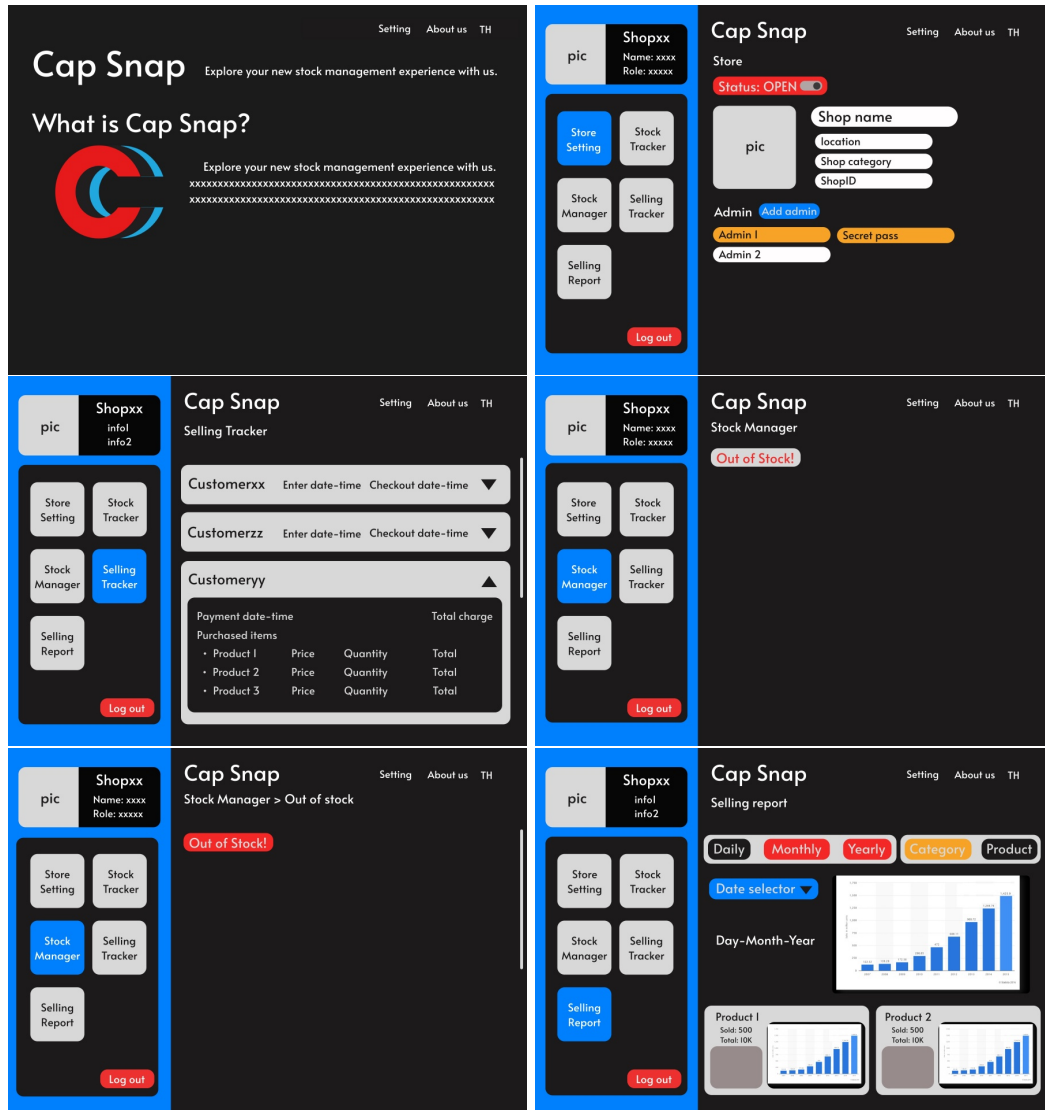 Setting About us TH
Cap Snap
Explore your new stock management experience with us.
What is Cap Snap?
Explore your new stock management experience with us.
xxxxxxxxxxxxxxxxxxxxxxxxxxxxxxxxxxxxxxxxxxxxxxxxxxxxxx
xxxxxxxxxxxxxxxxxxxxxxxxxxxxxxxxxxxxxxxxxxxxxxxxxxxxxx
pic
Shopxx
Name: xxxx
Role: xxxxx
Store Setting
Stock Tracker
Stock Manager
Selling Tracker
Selling Report
Log out
Cap Snap
Setting About us TH
Store
Status: OPEN
pic
Shop name
location
Shop category
ShopID
Admin Add admin
Admin 1 Secret pass
Admin 2
pic
Shopxx
info1
info2
Store Setting
Stock Tracker
Stock Manager
Selling Tracker
Selling Report
Log out
Cap Snap
Setting About us TH
Selling Tracker
Customerxx Enter date-time Checkout date-time
Customerzz Enter date-time Checkout date-time
Customeryy
Payment date-time Total charge
Purchased items
• Product 1 Price Quantity Total
• Product 2 Price Quantity Total
• Product 3 Price Quantity Total
pic
Shopxx
Name: xxxx
Role: xxxxx
Store Setting
Stock Tracker
Stock Manager
Selling Tracker
Selling Report
Log out
Cap Snap
Setting About us TH
Stock Manager
Out of Stock!
pic
Shopxx
Name: xxxx
Role: xxxxx
Store Setting
Stock Tracker
Stock Manager
Selling Tracker
Selling Report
Log out
Cap Snap
Setting About us TH
Stock Manager > Out of stock
Out of Stock!
pic
Shopxx
info1
info2
Store Setting
Stock Tracker
Stock Manager
Selling Tracker
Selling Report
Log out
Cap Snap
Setting About us TH
Selling report
Daily Monthly Yearly Category Product
Date selector
Day-Month-Year
Product 1
Sold: 500
Total: 10K
Product 2
Sold: 500
Total: 10K